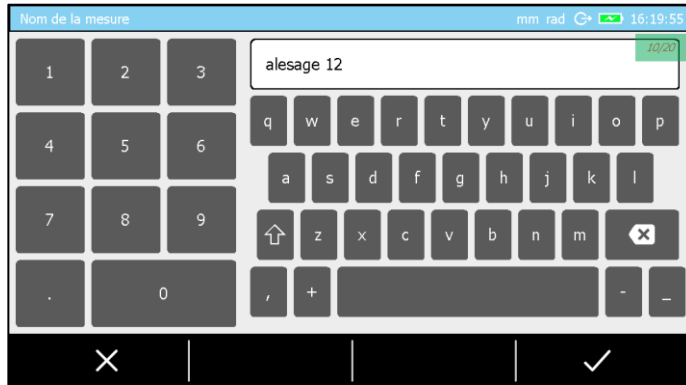 Nom de la mesure mm rad 16:19:55
alesage 12 10/20
1 2 3
4 5 6
7 8 9
. 0
q w e r t y u i o p
a s d f g h j k l
z x c v b n m
, + - _